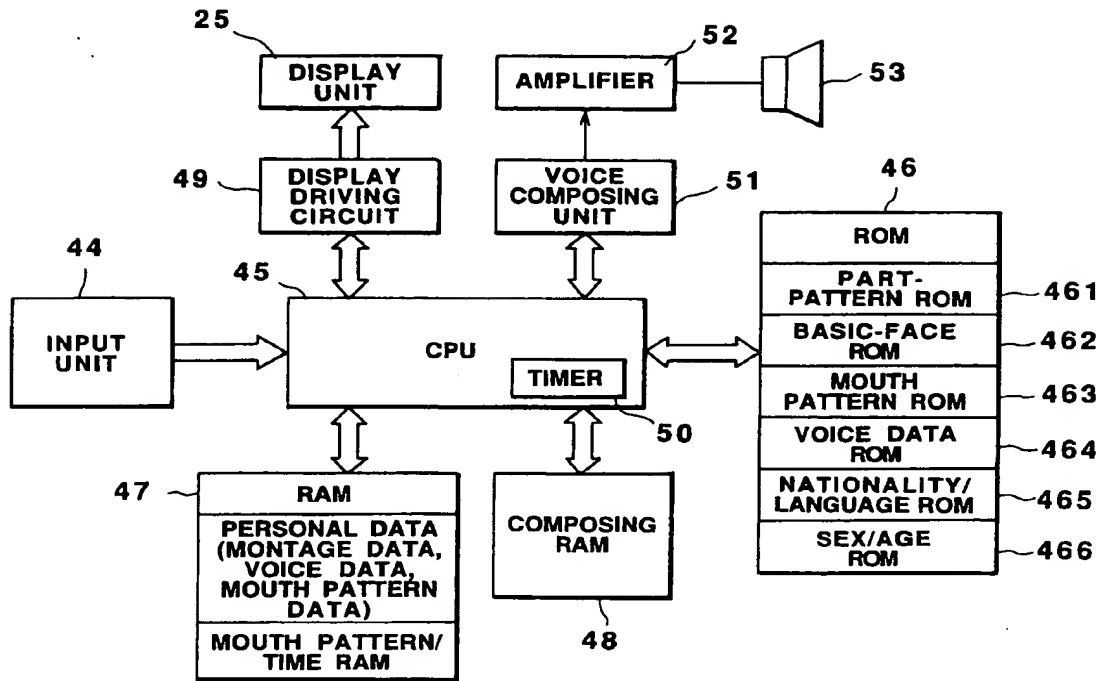 25
DISPLAY
UNIT
52
AMPLIFIER
53
49
DISPLAY
DRIVING
CIRCUIT
VOICE
COMPOSING
UNIT
51
46
ROM
PART-
PATTERN ROM
461
BASIC-FACE
ROM
462
MOUTH
PATTERN ROM
463
VOICE DATA
ROM
464
NATIONALITY/
LANGUAGE ROM
465
SEX/AGE
ROM
466
44
INPUT
UNIT
45
CPU
TIMER
50
47
RAM
PERSONAL DATA
(MONTAGE DATA,
VOICE DATA,
MOUTH PATTERN
DATA)
MOUTH PATTERN/
TIME RAM
COMPOSING
RAM
48